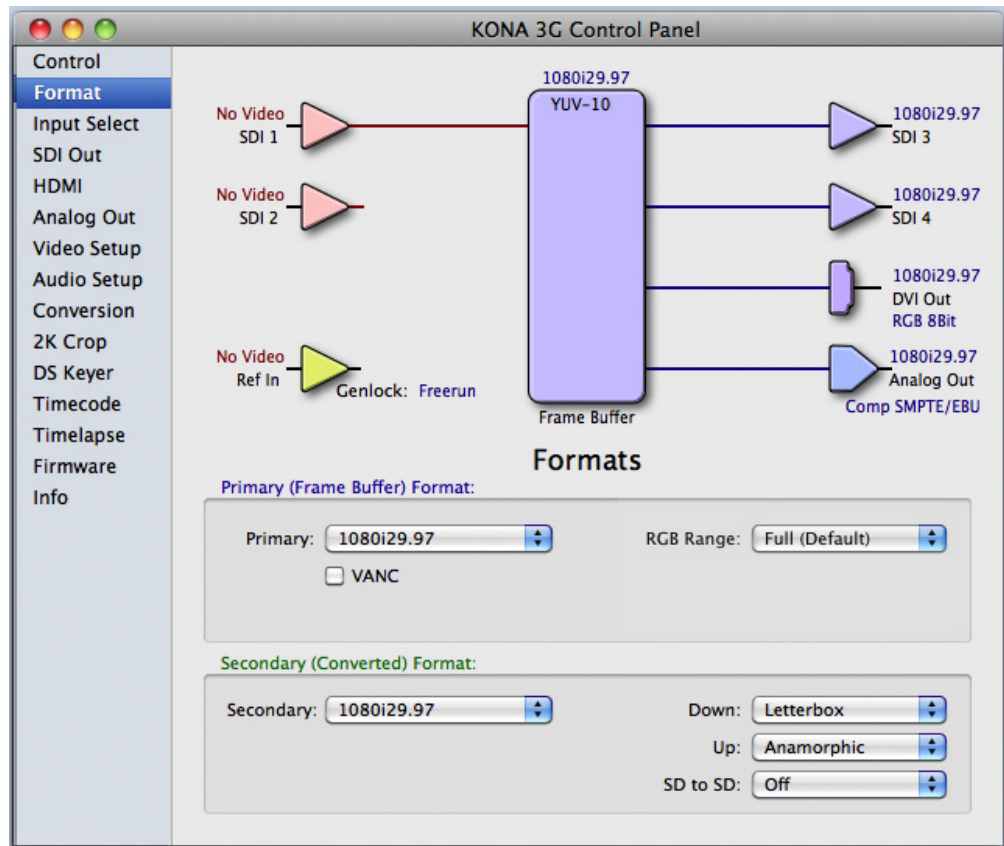 KONA 3G Control Panel
Control
Format
Input Select
SDI Out
HDMI
Analog Out
Video Setup
Audio Setup
Conversion
2K Crop
DS Keyer
Timecode
Timelapse
Firmware
Info
1080i29.97
YUV-10
Frame Buffer
No Video
SDI 1
No Video
SDI 2
No Video
Ref In
Genlock: Freerun
1080i29.97
SDI 3
1080i29.97
SDI 4
1080i29.97
DVI Out
RGB 8Bit
1080i29.97
Analog Out
Comp SMPTE/EBU
Formats
Primary (Frame Buffer) Format:
Primary: 1080i29.97
VANC
RGB Range: Full (Default)
Secondary (Converted) Format:
Secondary: 1080i29.97
Down: Letterbox
Up: Anamorphic
SD to SD: Off